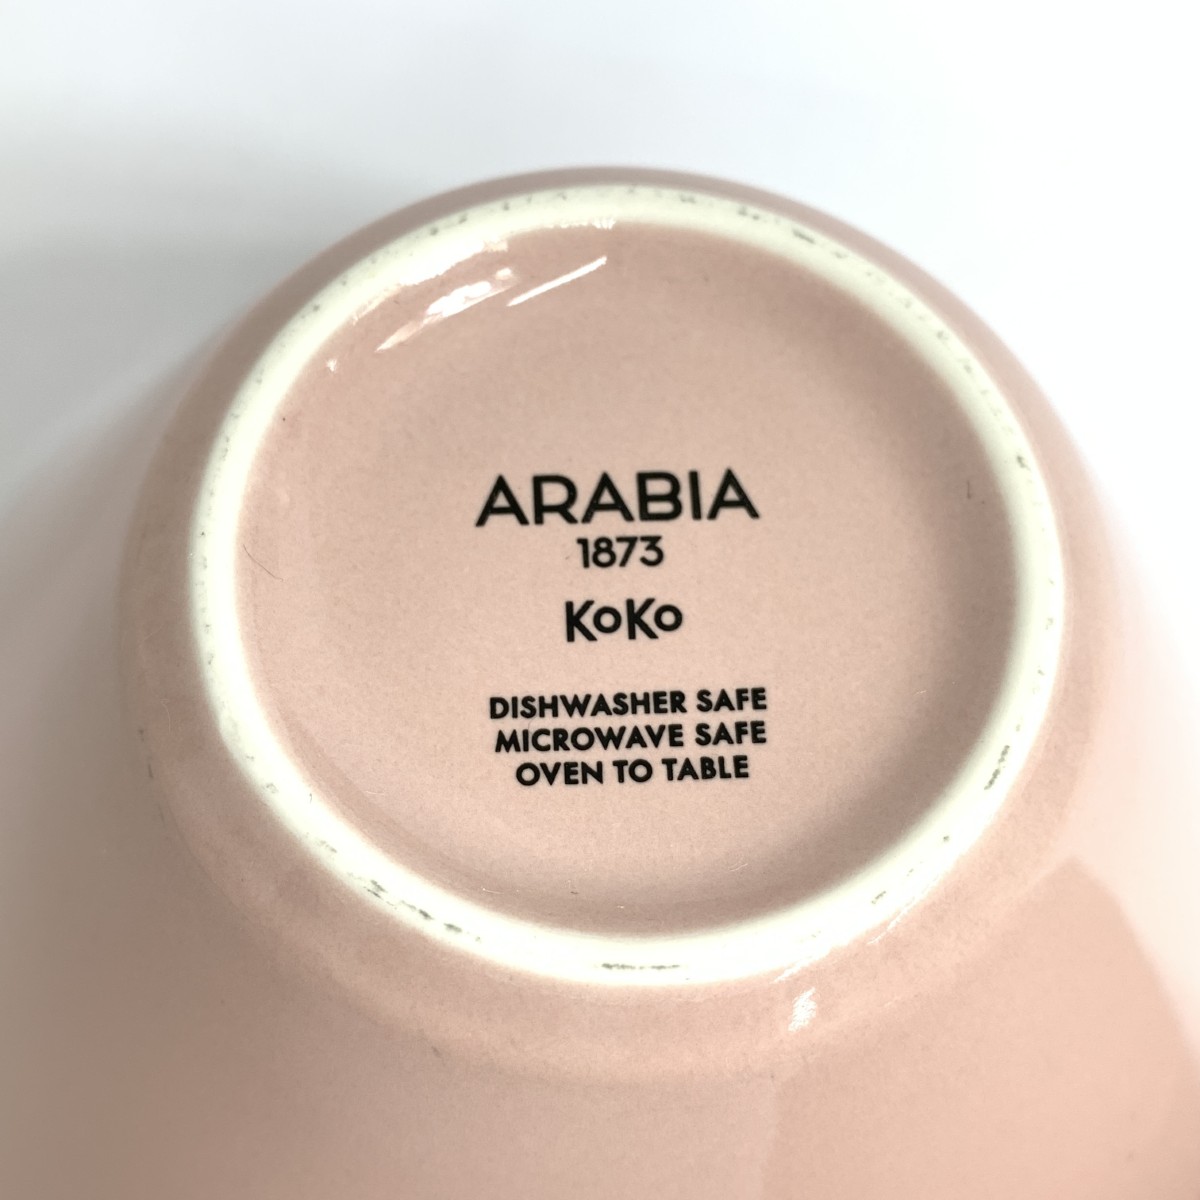 ARABIA
1873
KoKo
DISHWASHER SAFE
MICROWAVE SAFE
OVEN TO TABLE